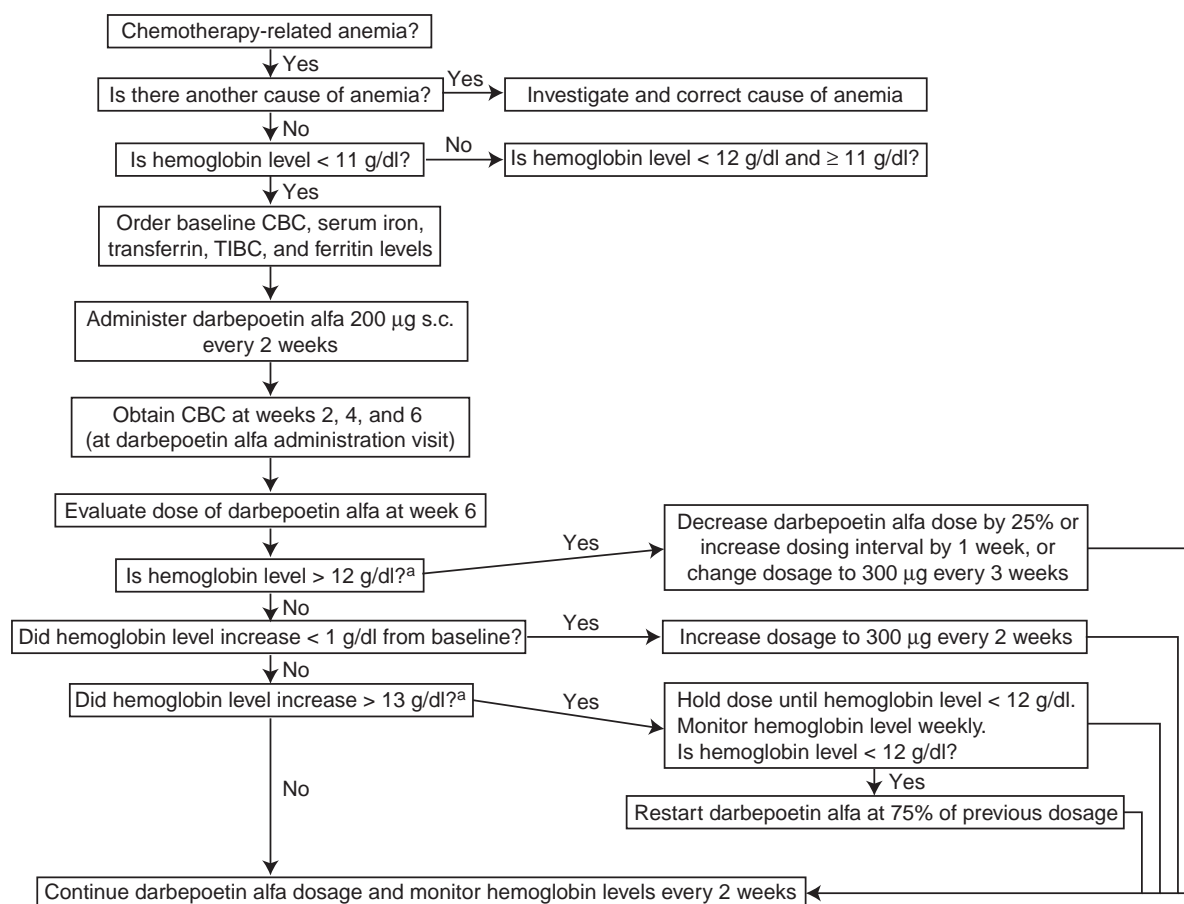 Chemotherapy-related anemia?
Yes
Is there another cause of anemia?
Yes
Investigate and correct cause of anemia
No
Is hemoglobin level < 11 g/dl?
No
Is hemoglobin level < 12 g/dl and ≥ 11 g/dl?
Yes
Order baseline CBC, serum iron,
transferrin, TIBC, and ferritin levels
Administer darbepoetin alfa 200 μg s.c.
every 2 weeks
Obtain CBC at weeks 2, 4, and 6
(at darbepoetin alfa administration visit)
Evaluate dose of darbepoetin alfa at week 6
Is hemoglobin level > 12 g/dl?ᵃ
Yes
Decrease darbepoetin alfa dose by 25% or
increase dosing interval by 1 week, or
change dosage to 300 μg every 3 weeks
No
Did hemoglobin level increase < 1 g/dl from baseline?
Yes
Increase dosage to 300 μg every 2 weeks
No
Did hemoglobin level increase > 13 g/dl?ᵃ
Yes
Hold dose until hemoglobin level < 12 g/dl.
Monitor hemoglobin level weekly.
Is hemoglobin level < 12 g/dl?
Yes
Restart darbepoetin alfa at 75% of previous dosage
No
Continue darbepoetin alfa dosage and monitor hemoglobin levels every 2 weeks